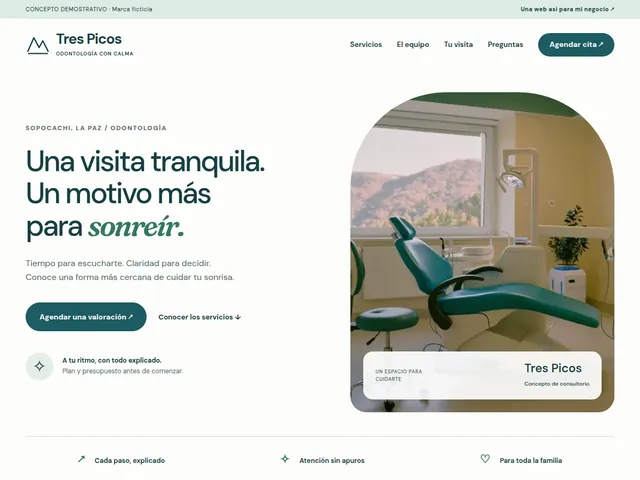 CONCEPTO DEMOSTRATIVO · Marca ficticia
Una web así para mi negocio ↗
Tres Picos
ODONTOLOGÍA CON CALMA
Servicios
El equipo
Tu visita
Preguntas
Agendar cita ↗
SOPOCACHI, LA PAZ / ODONTOLOGÍA
Una visita tranquila.
Un motivo más
para sonreír.
Tiempo para escucharte. Claridad para decidir.
Conoce una forma más cercana de cuidar tu sonrisa.
Agendar una valoración ↗
Conocer los servicios ↓
A tu ritmo, con todo explicado.
Plan y presupuesto antes de comenzar.
UN ESPACIO PARA
CUIDARTE
Tres Picos
Concepto de consultorio
Cada paso, explicado
Atención sin apuros
Para toda la familia